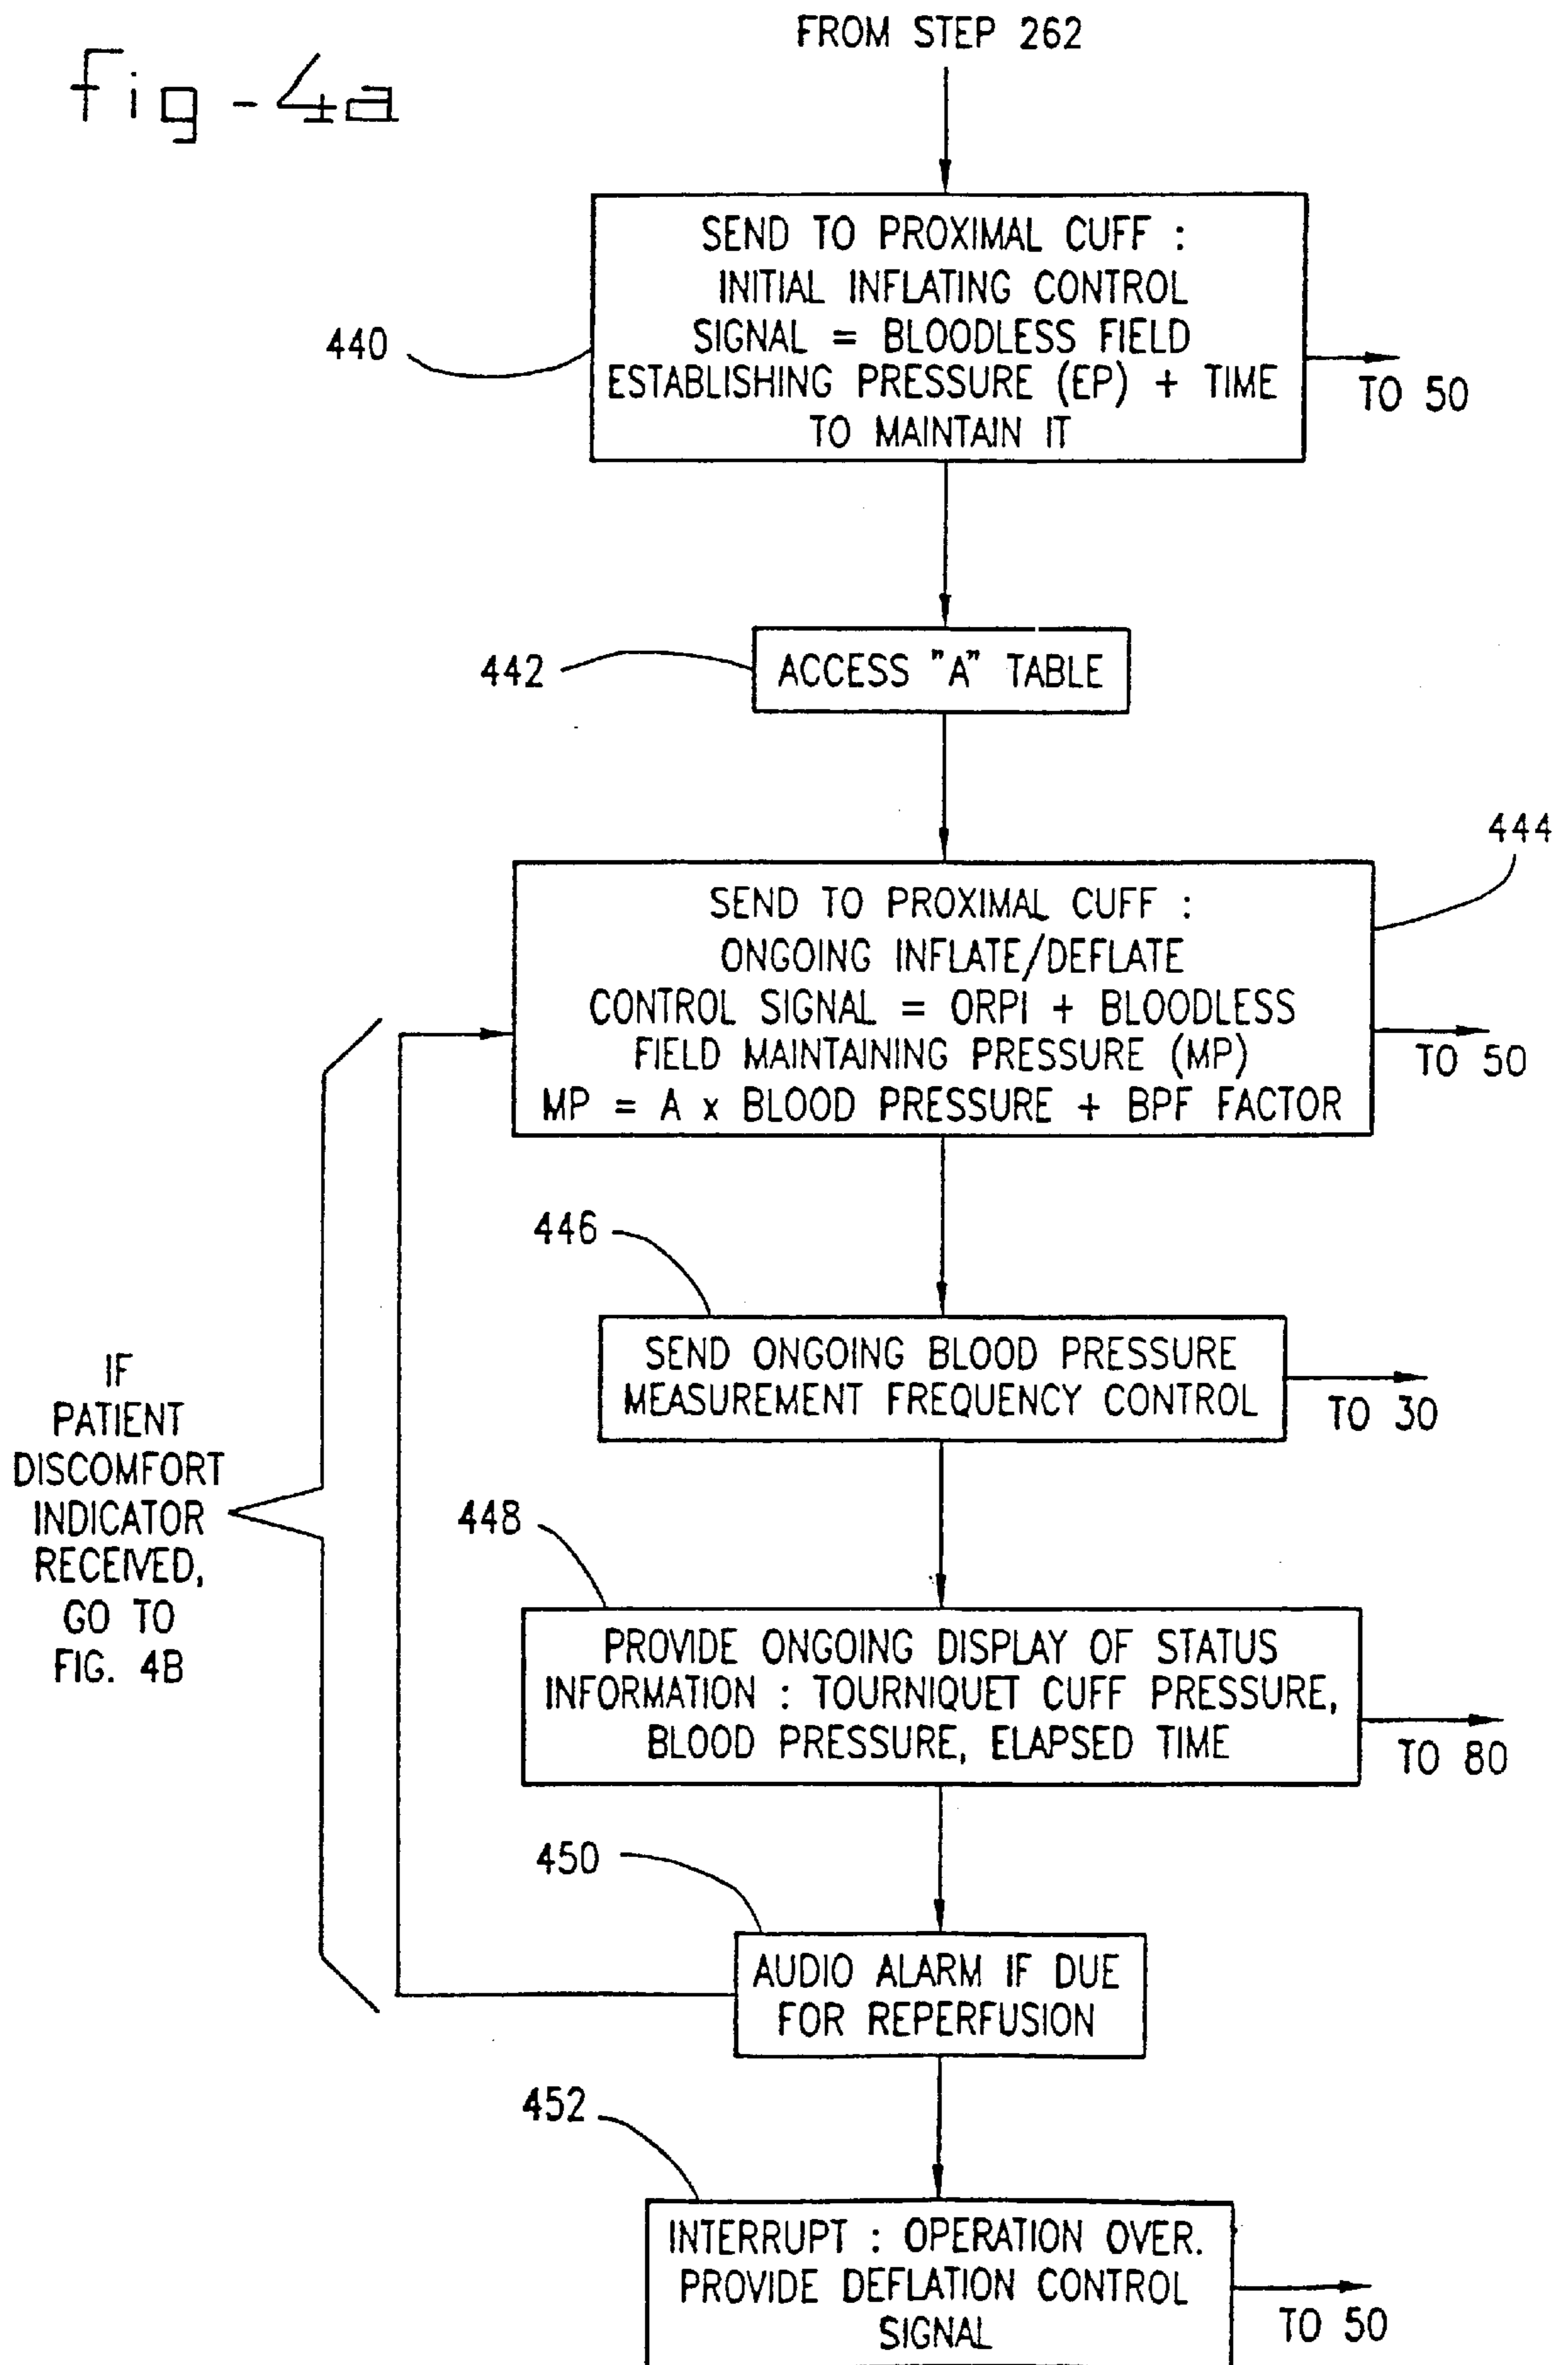 Fig-4a
FROM STEP 262
SEND TO PROXIMAL CUFF :
INITIAL INFLATING CONTROL
SIGNAL = BLOODLESS FIELD
ESTABLISHING PRESSURE (EP) + TIME
TO MAINTAIN IT
440
TO 50
442
ACCESS "A" TABLE
444
SEND TO PROXIMAL CUFF :
ONGOING INFLATE/DEFLATE
CONTROL SIGNAL = ORPI + BLOODLESS
FIELD MAINTAINING PRESSURE (MP)
MP = A x BLOOD PRESSURE + BPF FACTOR
TO 50
446
SEND ONGOING BLOOD PRESSURE
MEASUREMENT FREQUENCY CONTROL
TO 30
IF
PATIENT
DISCOMFORT
INDICATOR
RECEIVED,
GO TO
FIG. 4B
448
PROVIDE ONGOING DISPLAY OF STATUS
INFORMATION : TOURNIQUET CUFF PRESSURE,
BLOOD PRESSURE, ELAPSED TIME
TO 80
450
AUDIO ALARM IF DUE
FOR REPERFUSION
452
INTERRUPT : OPERATION OVER.
PROVIDE DEFLATION CONTROL
SIGNAL
TO 50